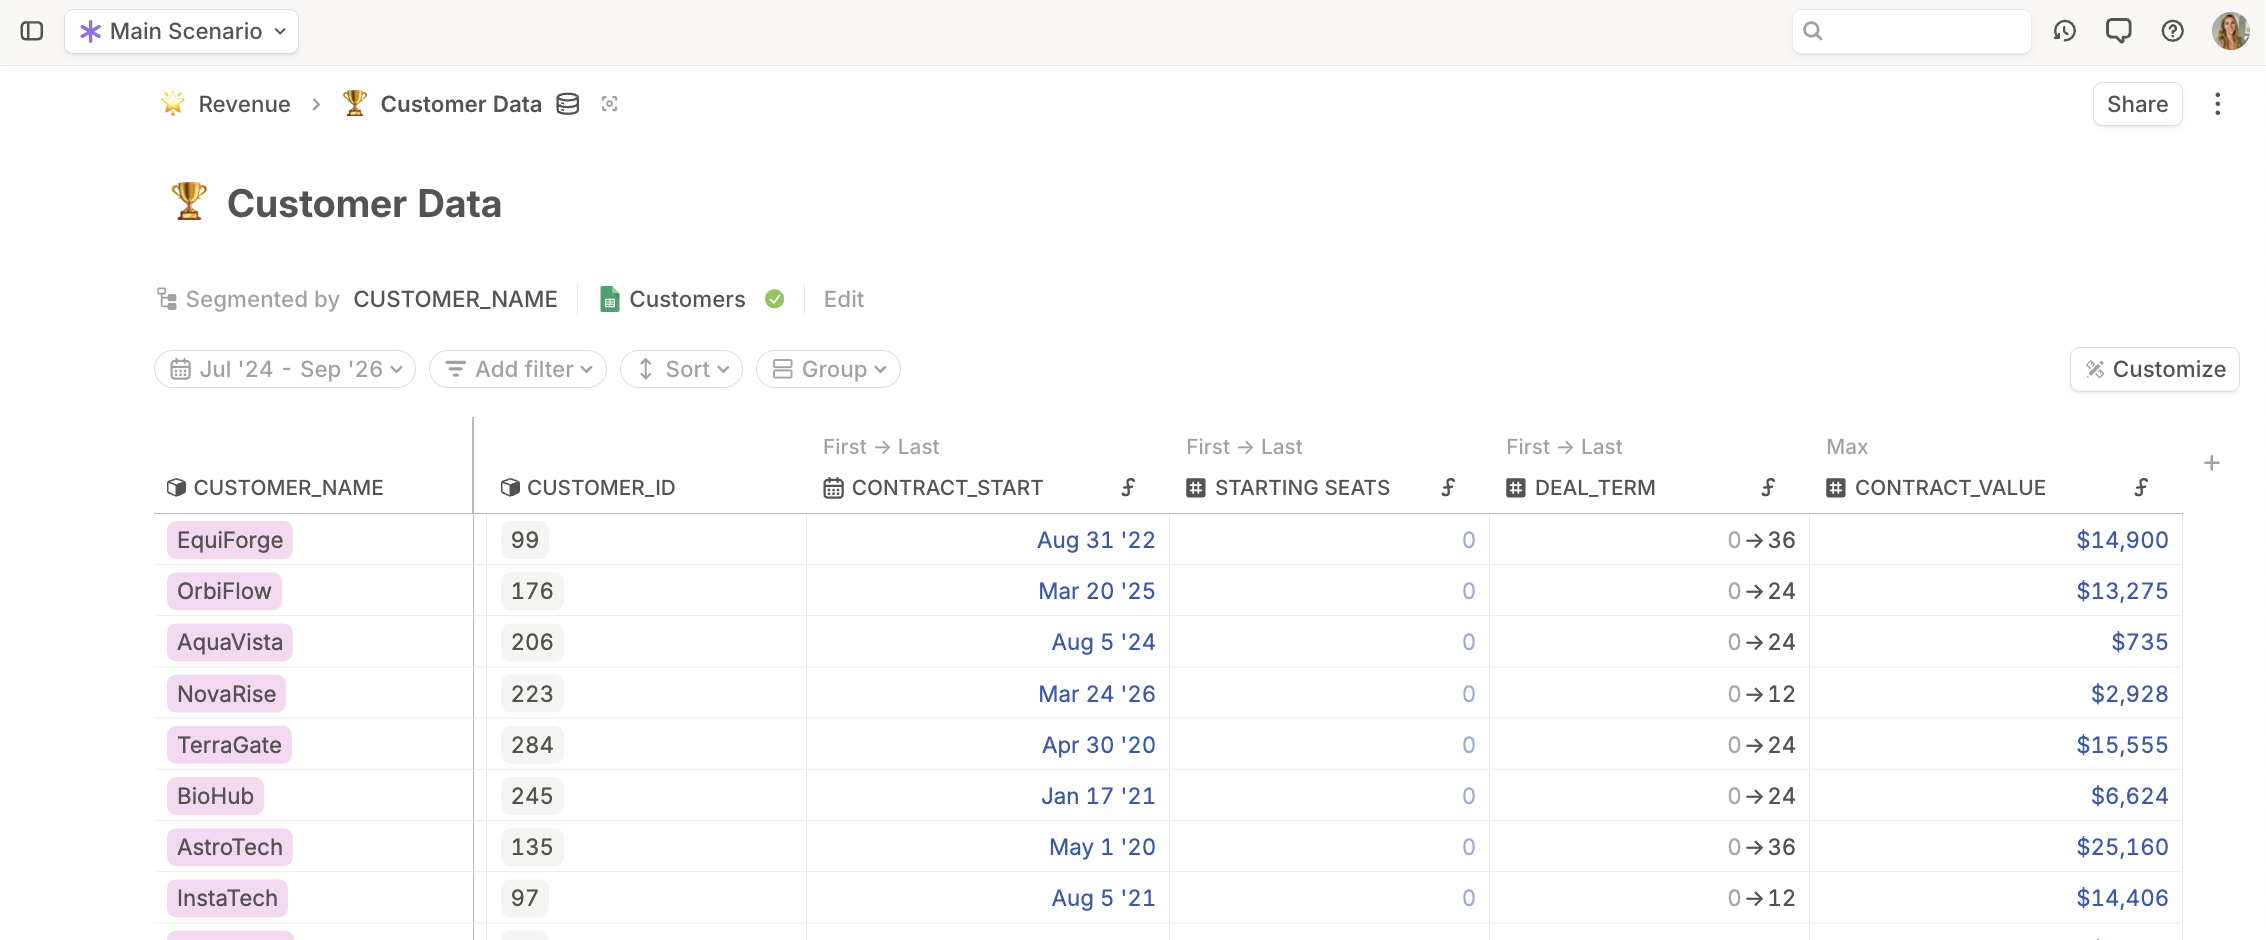 Main Scenario
Revenue > Customer Data
Share
Customer Data
Segmented by CUSTOMER_NAME Customers Edit
Jul '24 - Sep '26 Add filter Sort Group Customize
First → Last First → Last First → Last Max
CUSTOMER_NAME CUSTOMER_ID CONTRACT_START STARTING SEATS DEAL_TERM CONTRACT_VALUE
EquiForge 99 Aug 31 '22 0 0→36 $14,900
OrbiFlow 176 Mar 20 '25 0 0→24 $13,275
AquaVista 206 Aug 5 '24 0 0→24 $735
NovaRise 223 Mar 24 '26 0 0→12 $2,928
TerraGate 284 Apr 30 '20 0 0→24 $15,555
BioHub 245 Jan 17 '21 0 0→24 $6,624
AstroTech 135 May 1 '20 0 0→36 $25,160
InstaTech 97 Aug 5 '21 0 0→12 $14,406